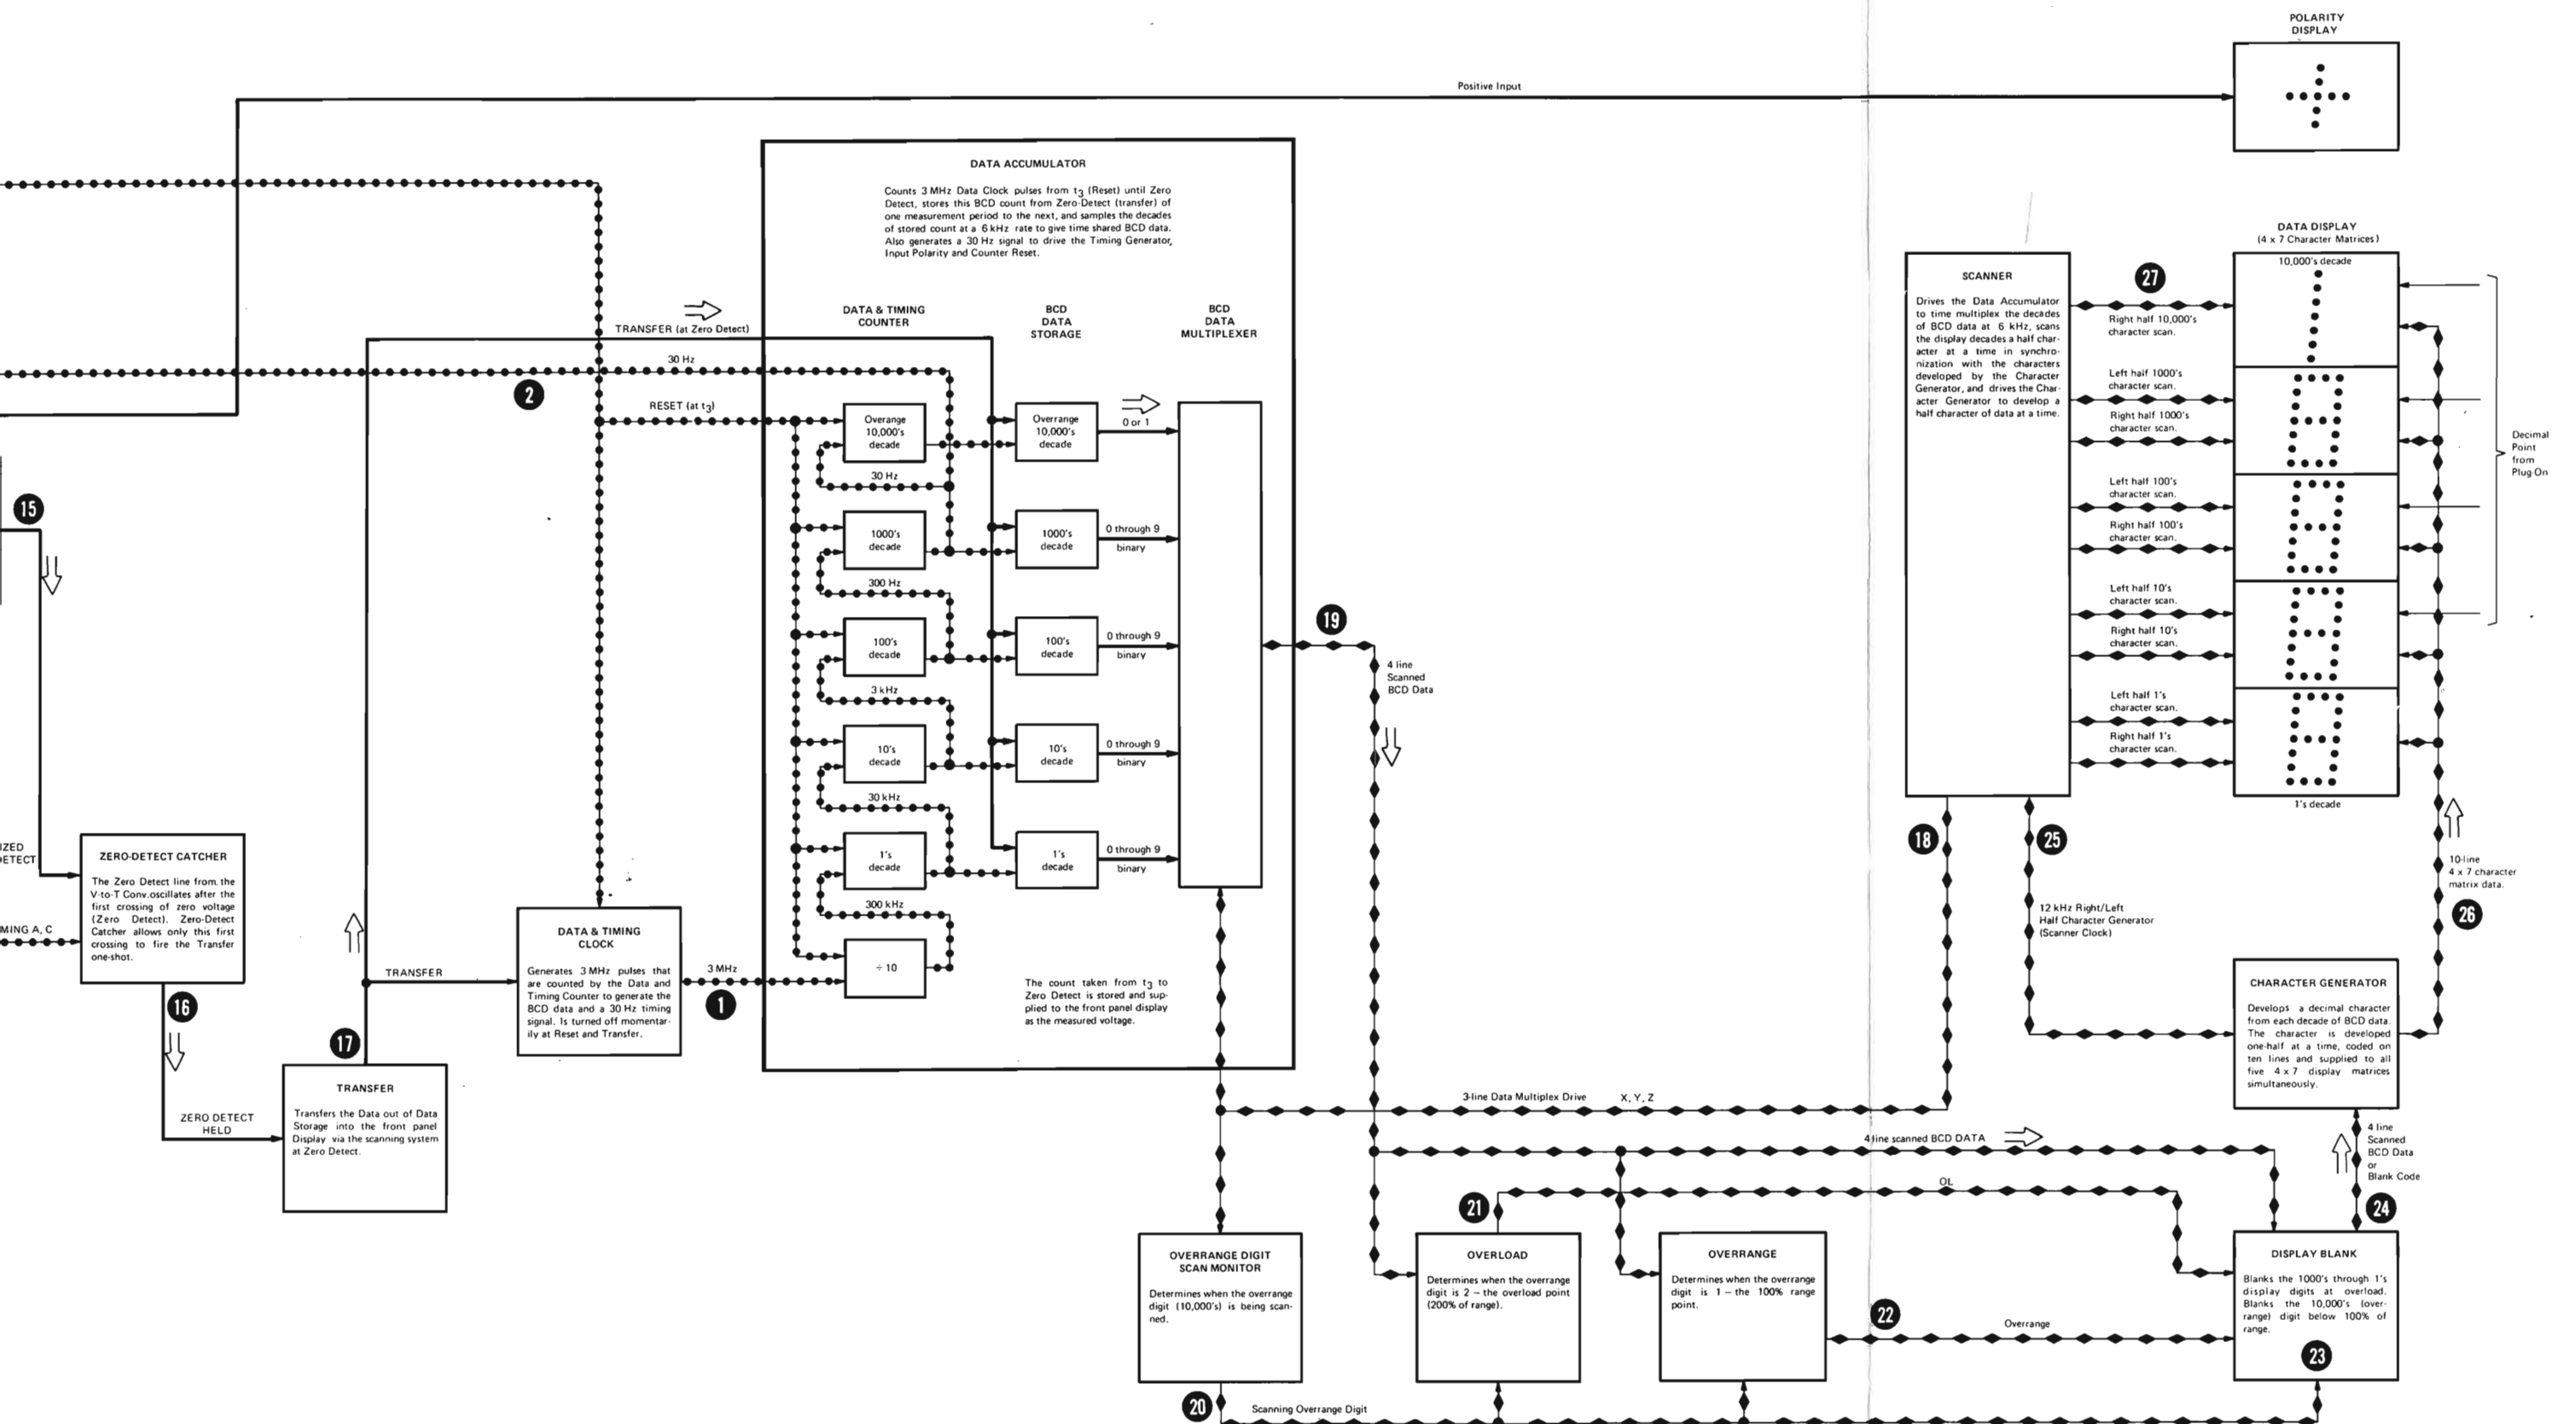 POLARITY
DISPLAY
Positive Input
DATA ACCUMULATOR
Counts 3 MHz Data Clock pulses from t3 (Reset) until Zero
Detect, stores this BCD count from Zero-Detect (transfer) of
one measurement period to the next, and samples the decades
of stored count at a 6 kHz rate to give time shared BCD data.
Also generates a 30 Hz signal to drive the Timing Generator,
Input Polarity and Counter Reset.
DATA & TIMING
COUNTER
BCD
DATA
STORAGE
BCD
DATA
MULTIPLEXER
TRANSFER (at Zero Detect)
30 Hz
2
RESET (at t3)
Overange
10,000's
decade
30 Hz
1000's
decade
300 Hz
100's
decade
3 kHz
10's
decade
30 kHz
1's
decade
300 kHz
÷ 10
Overrange
10,000's
decade
1000's
decade
100's
decade
10's
decade
1's
decade
0 or 1
0 through 9
binary
0 through 9
binary
0 through 9
binary
0 through 9
binary
The count taken from t3 to
Zero Detect is stored and sup-
plied to the front panel display
as the measured voltage.
15
IZED
DETECT
MING A, C
ZERO-DETECT CATCHER
The Zero Detect line from the
V-to-T Conv.oscillates after the
first crossing of zero voltage
(Zero Detect). Zero-Detect
Catcher allows only this first
crossing to fire the Transfer
one-shot.
16
ZERO DETECT
HELD
17
TRANSFER
Transfers the Data out of Data
Storage into the front panel
Display via the scanning system
at Zero Detect.
TRANSFER
DATA & TIMING
CLOCK
Generates 3 MHz pulses that
are counted by the Data and
Timing Counter to generate the
BCD data and a 30 Hz timing
signal. Is turned off momentar-
ily at Reset and Transfer.
3 MHz
1
19
4 line
Scanned
BCD Data
SCANNER
Drives the Data Accumulator
to time multiplex the decades
of BCD data at 6 kHz, scans
the display decades a half char-
acter at a time in synchro-
nization with the characters
developed by the Character
Generator, and drives the Char-
acter Generator to develop a
half character of data at a time.
27
Right half 10,000's
character scan.
Left half 1000's
character scan.
Right half 1000's
character scan.
Left half 100's
character scan.
Right half 100's
character scan.
Left half 10's
character scan.
Right half 10's
character scan.
Left half 1's
character scan.
Right half 1's
character scan.
DATA DISPLAY
(4 x 7 Character Matrices)
10,000's decade
1's decade
Decimal
Point
from
Plug-On
18
25
12 kHz Right/Left
Half Character Generator
(Scanner Clock)
10-line
4 x 7 character
matrix data.
26
CHARACTER GENERATOR
Develops a decimal character
from each decade of BCD data.
The character is developed
one-half at a time, coded on
ten lines and supplied to all
five 4 x 7 display matrices
simultaneously.
3-line Data Multiplex Drive X, Y, Z
4 line scanned BCD DATA
4 line
Scanned
BCD Data
or
Blank Code
24
OL
21
OVERRANGE DIGIT
SCAN MONITOR
Determines when the overrange
digit (10,000's) is being scan-
ned.
20
Scanning Overrange Digit
OVERLOAD
Determines when the overrange
digit is 2 – the overload point
(200% of range).
OVERRANGE
Determines when the overrange
digit is 1 – the 100% range
point.
22
Overrange
DISPLAY BLANK
Blanks the 1000's through 1's
display digits at overload.
Blanks the 10,000's (over-
range) digit below 100% of
range.
23